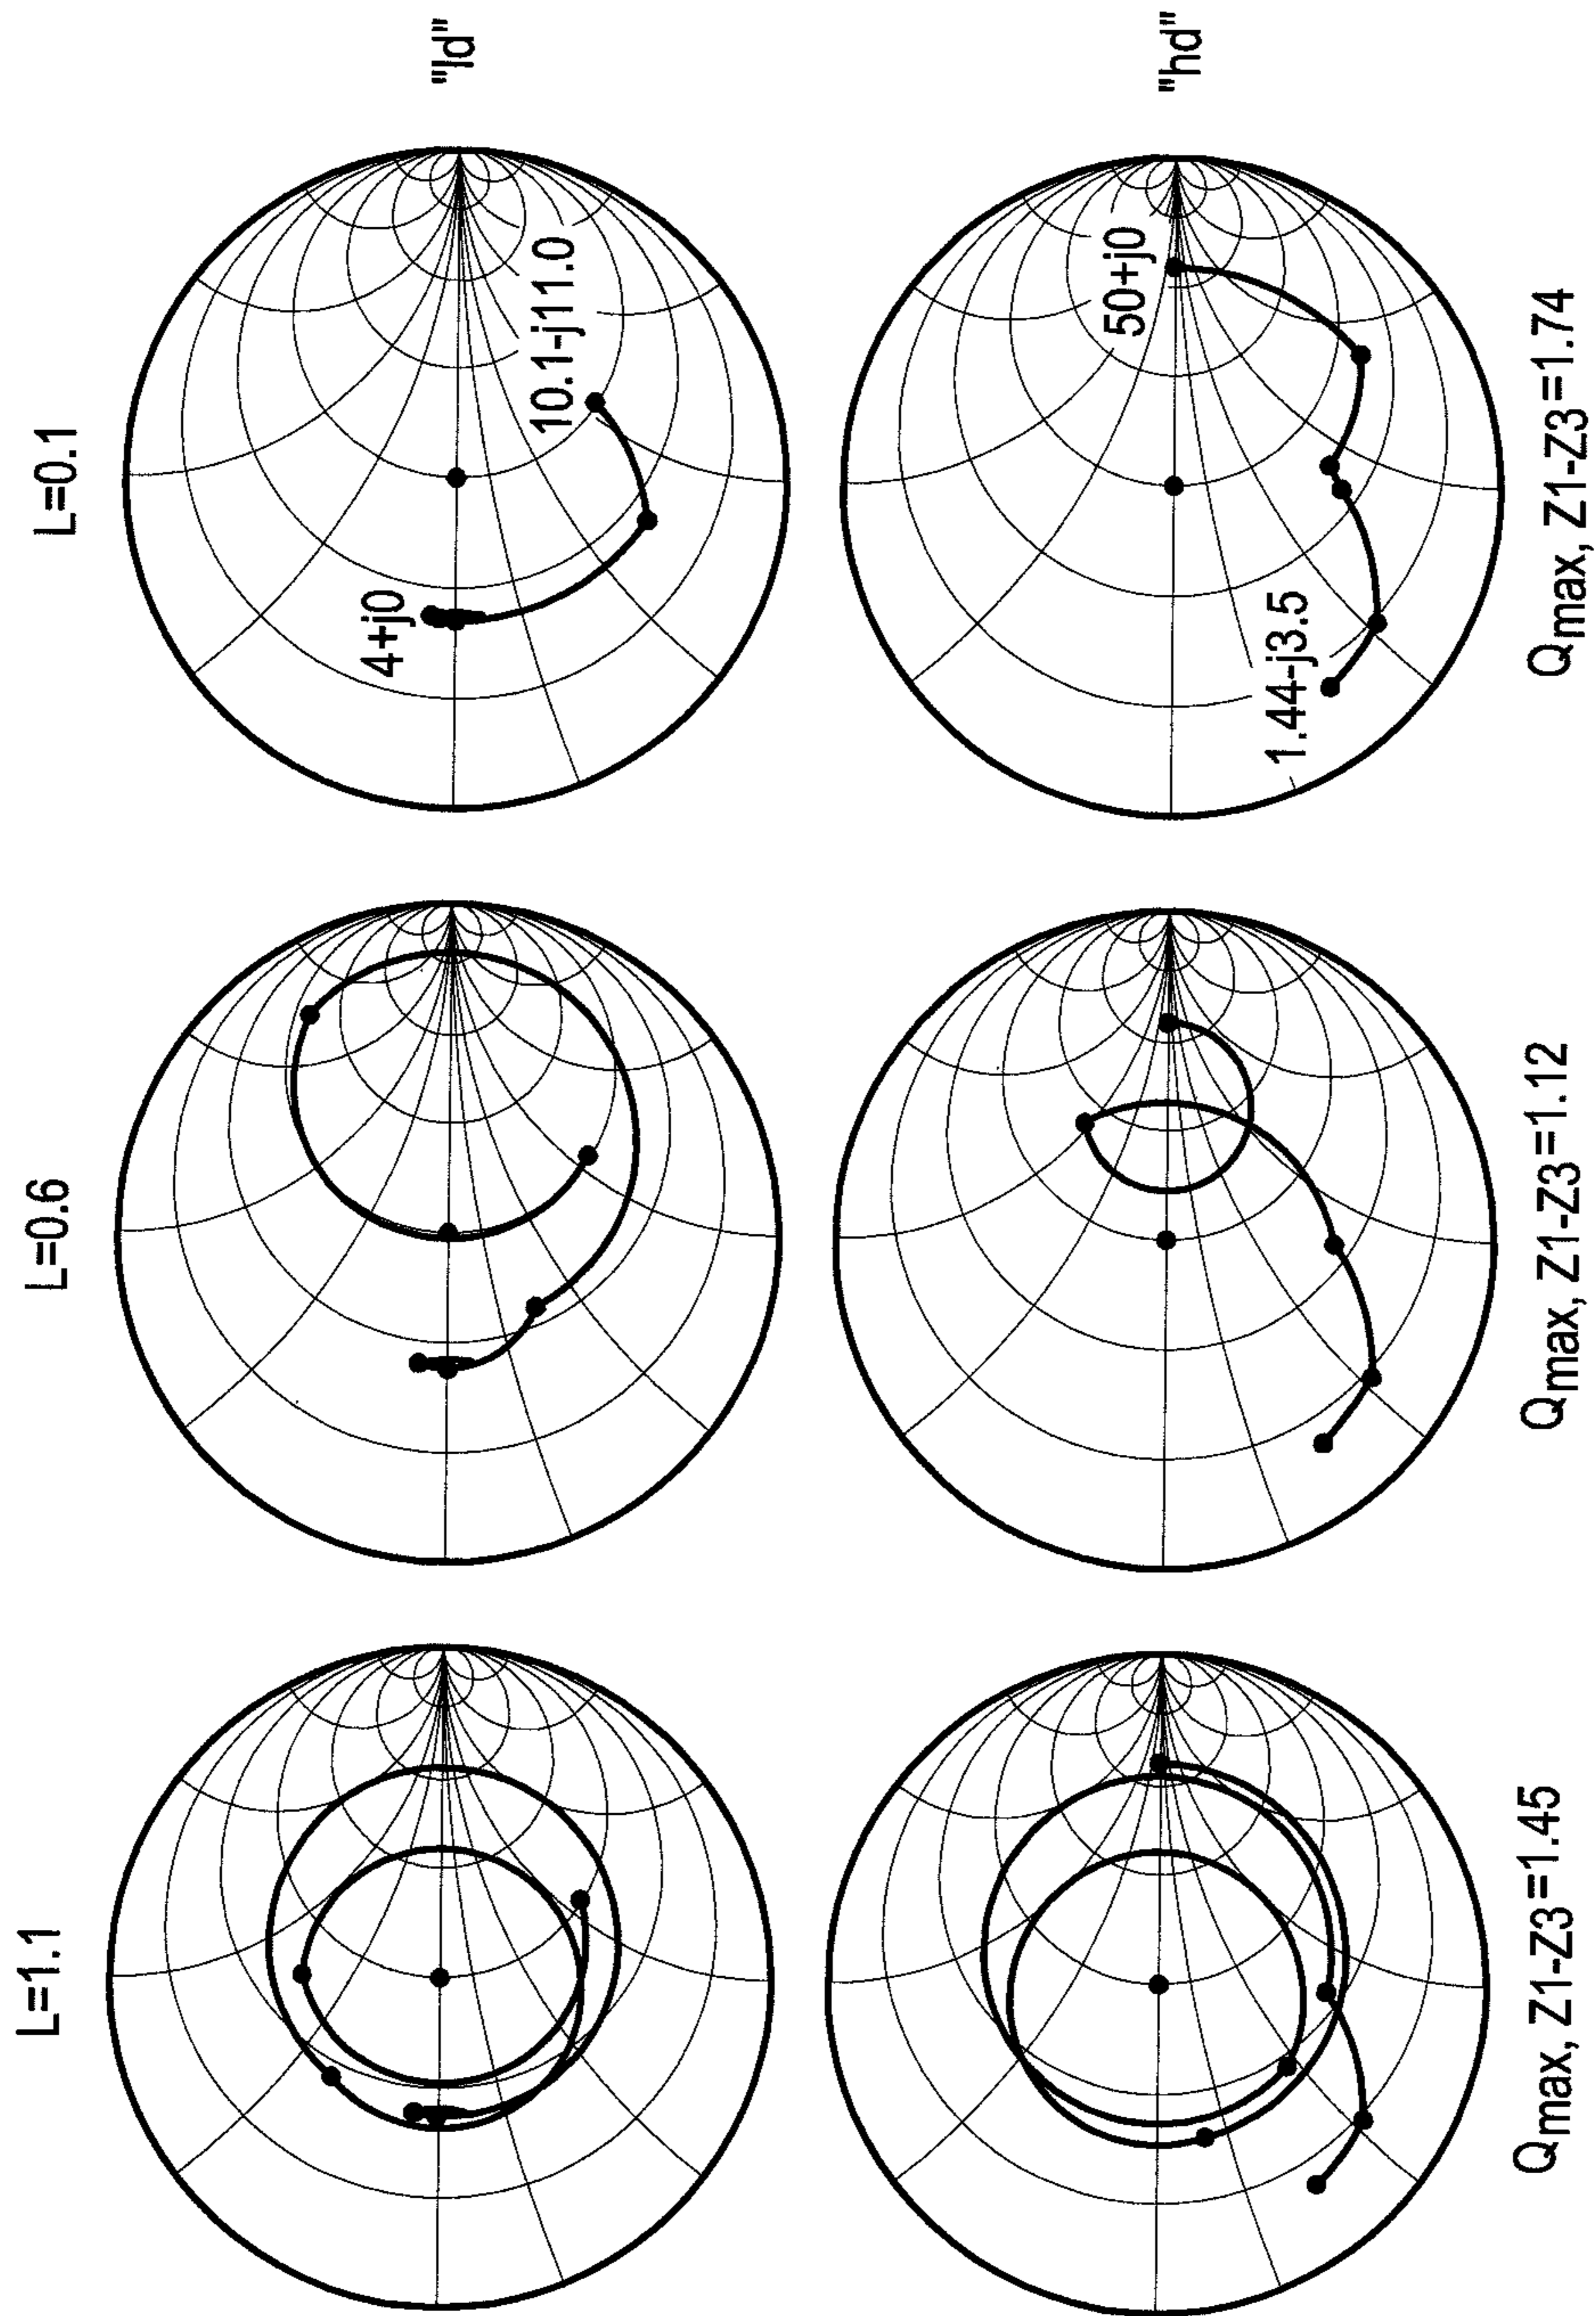 L=1.1
L=0.6
L=0.1
4+j0
10.1-j11.0
"ld"
1.44-j3.5
50+j0
"hd"
Qmax, Z1-Z3=1.45
Qmax, Z1-Z3=1.12
Qmax, Z1-Z3=1.74